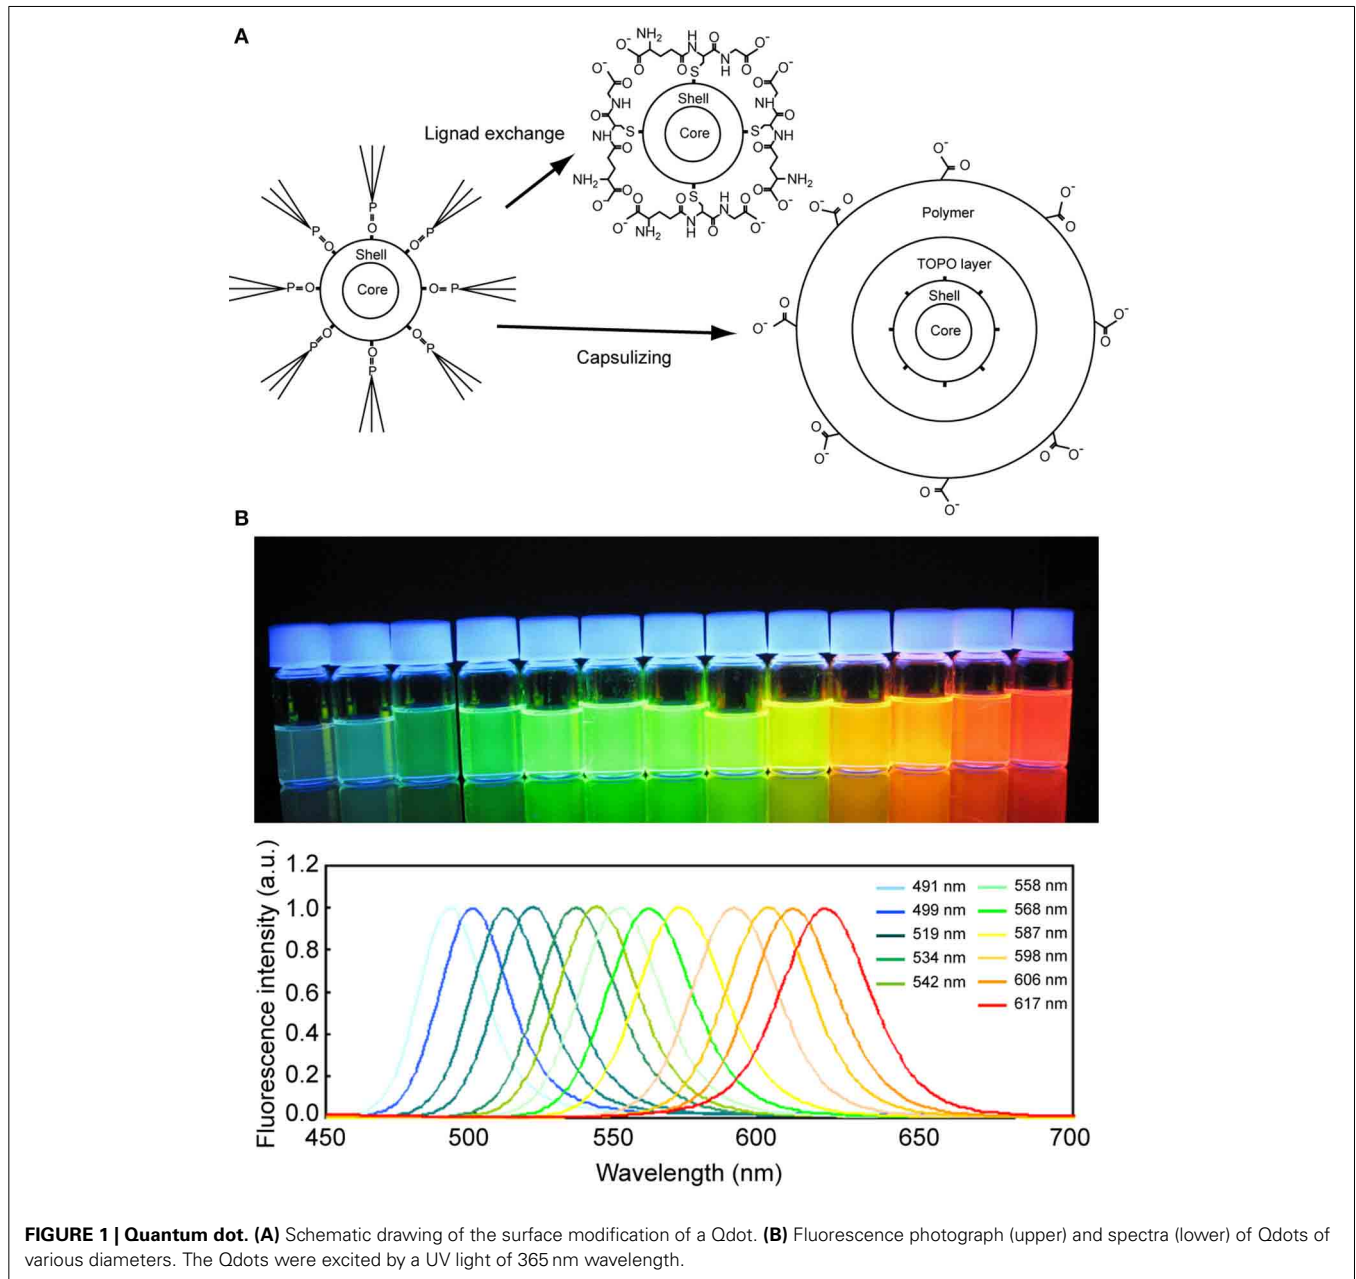 A
Lignad exchange
Capsulizing
P=O
Shell
Core
O=P
NH2
O-
O
H
N
S
NH
Shell
Core
Polymer
TOPO layer
Shell
Core
B
Fluorescence intensity (a.u.)
1.2
1.0
0.8
0.6
0.4
0.2
0.0
450 500 550 600 650 700
Wavelength (nm)
491 nm
499 nm
519 nm
534 nm
542 nm
558 nm
568 nm
587 nm
598 nm
606 nm
617 nm
FIGURE 1 | Quantum dot. (A) Schematic drawing of the surface modification of a Qdot. (B) Fluorescence photograph (upper) and spectra (lower) of Qdots of
various diameters. The Qdots were excited by a UV light of 365 nm wavelength.